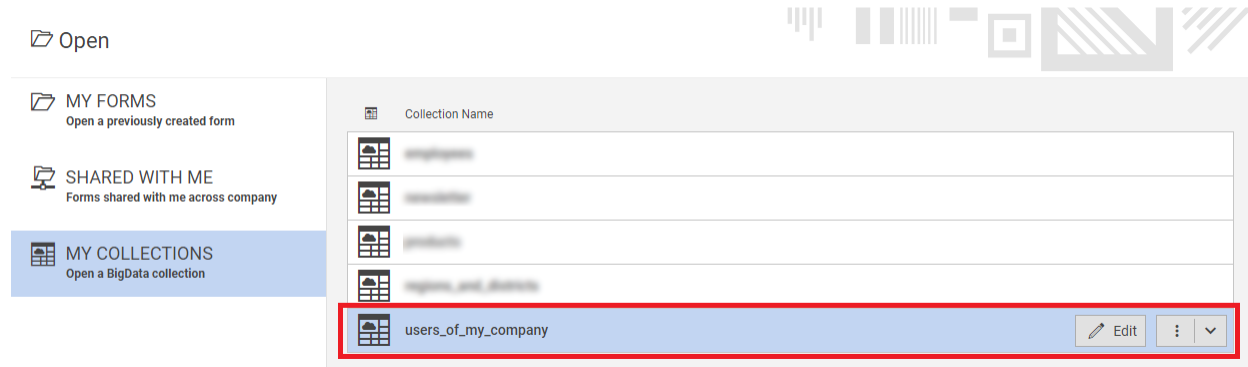 Open
MY FORMS
Open a previously created form
SHARED WITH ME
Forms shared with me across company
MY COLLECTIONS
Open a BigData collection
Collection Name
users_of_my_company
Edit